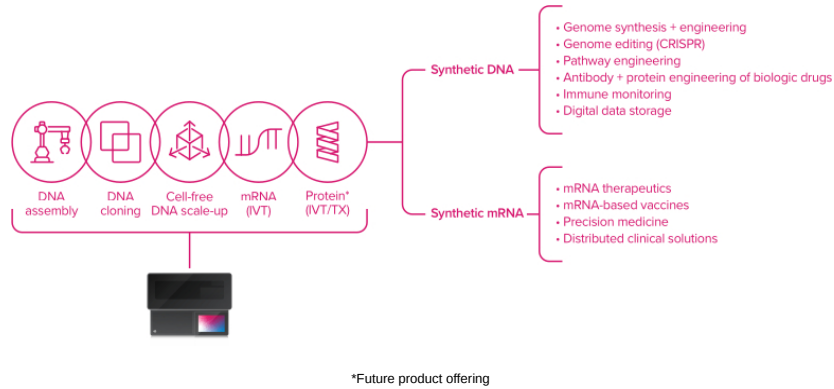 DNA
assembly
DNA
cloning
Cell-free
DNA scale-up
mRNA
(IVT)
Protein*
(IVT/TX)
Synthetic DNA
• Genome synthesis + engineering
• Genome editing (CRISPR)
• Pathway engineering
• Antibody + protein engineering of biologic drugs
• Immune monitoring
• Digital data storage
Synthetic mRNA
• mRNA therapeutics
• mRNA-based vaccines
• Precision medicine
• Distributed clinical solutions
*Future product offering